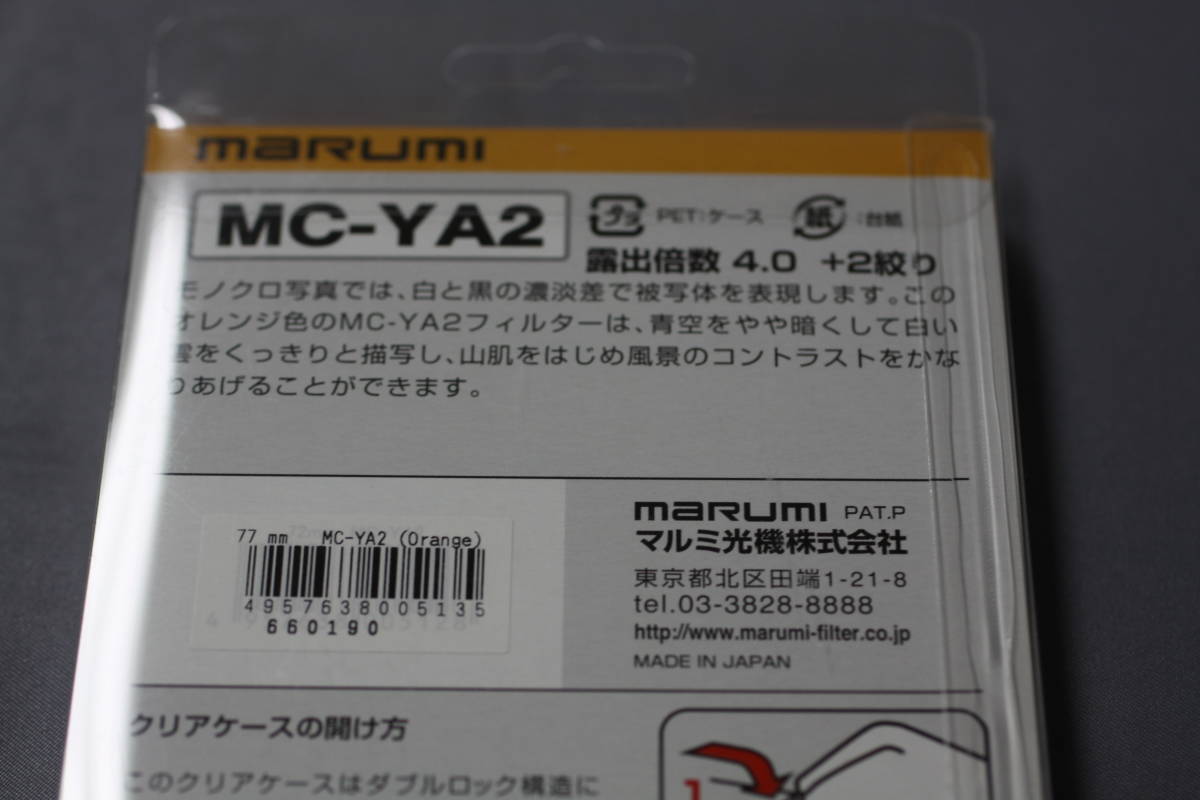 marumi
MC-YA2
プラ PET:ケース 紙 :台紙
露出倍数 4.0 +2絞り
モノクロ写真では、白と黒の濃淡差で被写体を表現します。この
オレンジ色のMC-YA2フィルターは、青空をやや暗くして白い
雲をくっきりと描写し、山肌をはじめ風景のコントラストをかな
りあげることができます。
77 mm MC-YA2 (Orange)
4957638005135
660190
marumi PAT.P
マルミ光機株式会社
東京都北区田端1-21-8
tel.03-3828-8888
http://www.marumi-filter.co.jp
MADE IN JAPAN
クリアケースの開け方
このクリアケースはダブルロック構造に
1